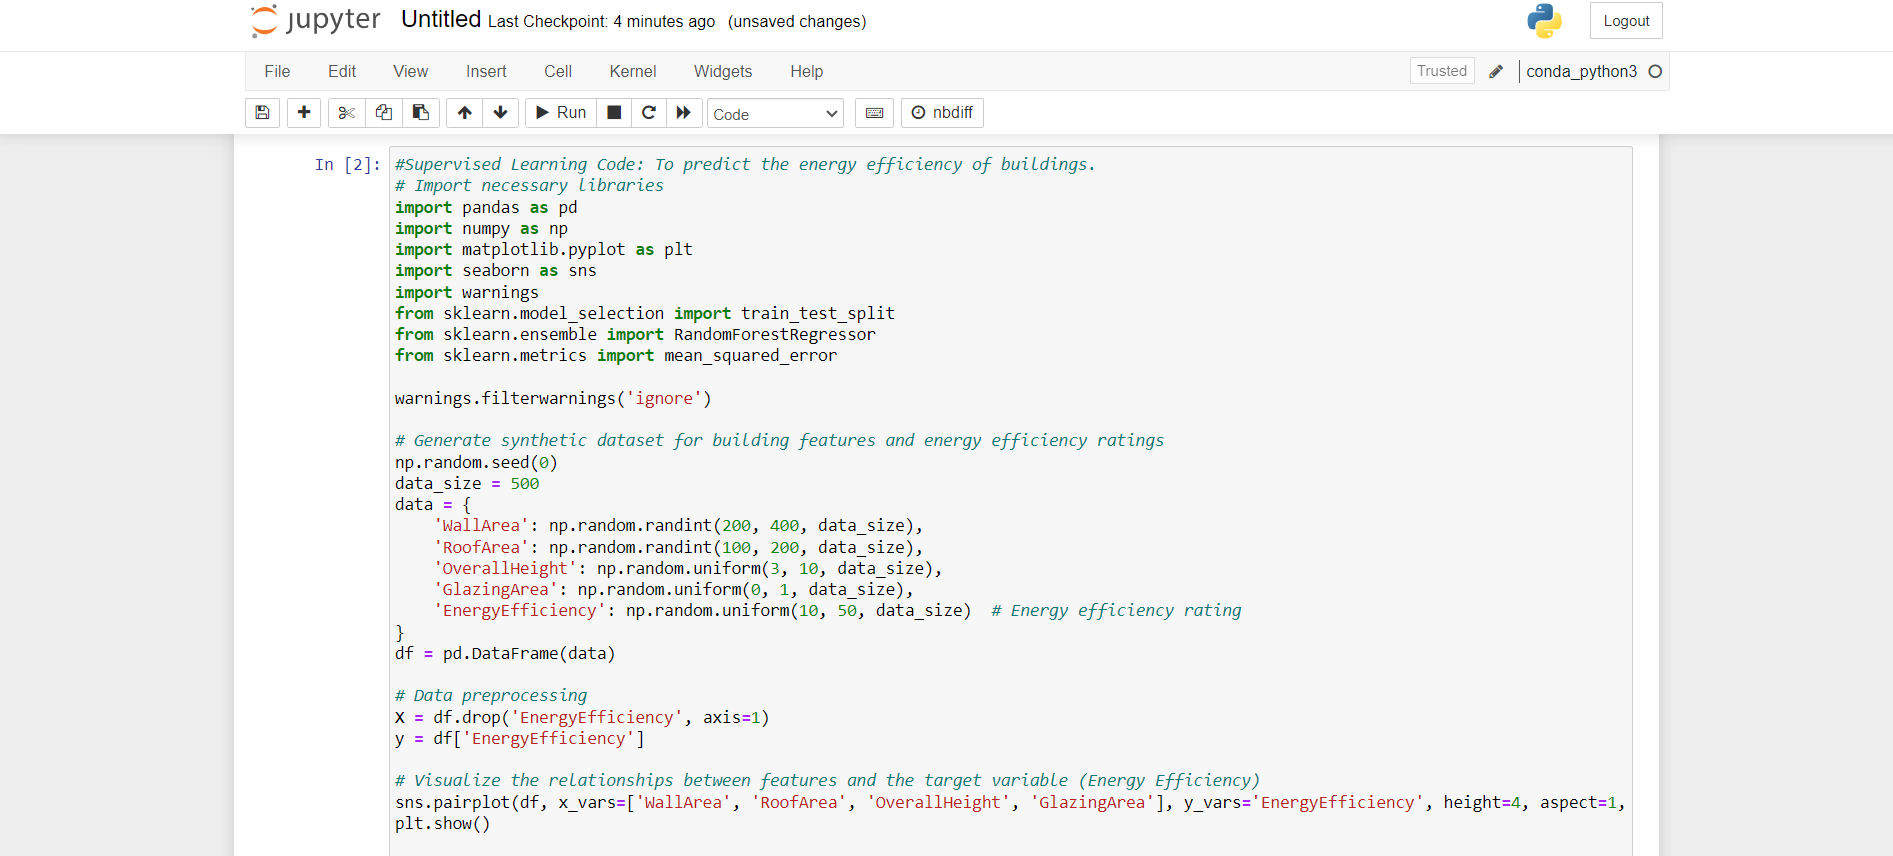 jupyter Untitled Last Checkpoint: 4 minutes ago (unsaved changes) Logout
File Edit View Insert Cell Kernel Widgets Help Trusted conda_python3
Run Code nbdiff
In [2]: #Supervised Learning Code: To predict the energy efficiency of buildings.
# Import necessary libraries
import pandas as pd
import numpy as np
import matplotlib.pyplot as plt
import seaborn as sns
import warnings
from sklearn.model_selection import train_test_split
from sklearn.ensemble import RandomForestRegressor
from sklearn.metrics import mean_squared_error
warnings.filterwarnings('ignore')
# Generate synthetic dataset for building features and energy efficiency ratings
np.random.seed(0)
data_size = 500
data = {
    'WallArea': np.random.randint(200, 400, data_size),
    'RoofArea': np.random.randint(100, 200, data_size),
    'OverallHeight': np.random.uniform(3, 10, data_size),
    'GlazingArea': np.random.uniform(0, 1, data_size),
    'EnergyEfficiency': np.random.uniform(10, 50, data_size)  # Energy efficiency rating
}
df = pd.DataFrame(data)
# Data preprocessing
X = df.drop('EnergyEfficiency', axis=1)
y = df['EnergyEfficiency']
# Visualize the relationships between features and the target variable (Energy Efficiency)
sns.pairplot(df, x_vars=['WallArea', 'RoofArea', 'OverallHeight', 'GlazingArea'], y_vars='EnergyEfficiency', height=4, aspect=1,
plt.show()